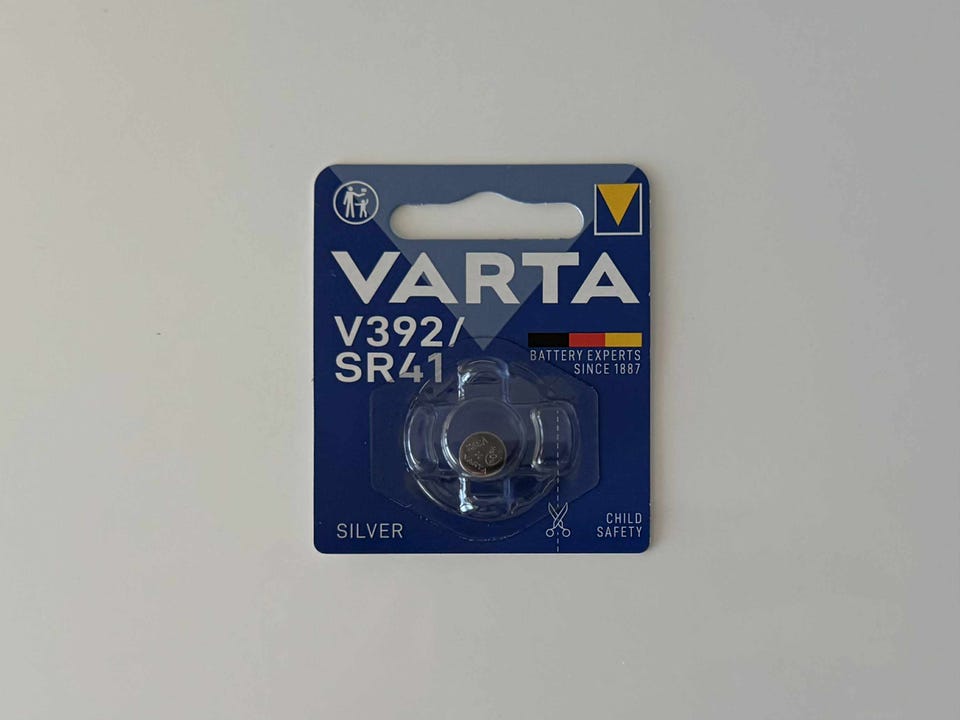 VARTA
V392/
SR41
BATTERY EXPERTS
SINCE 1887
SILVER
CHILD
SAFETY